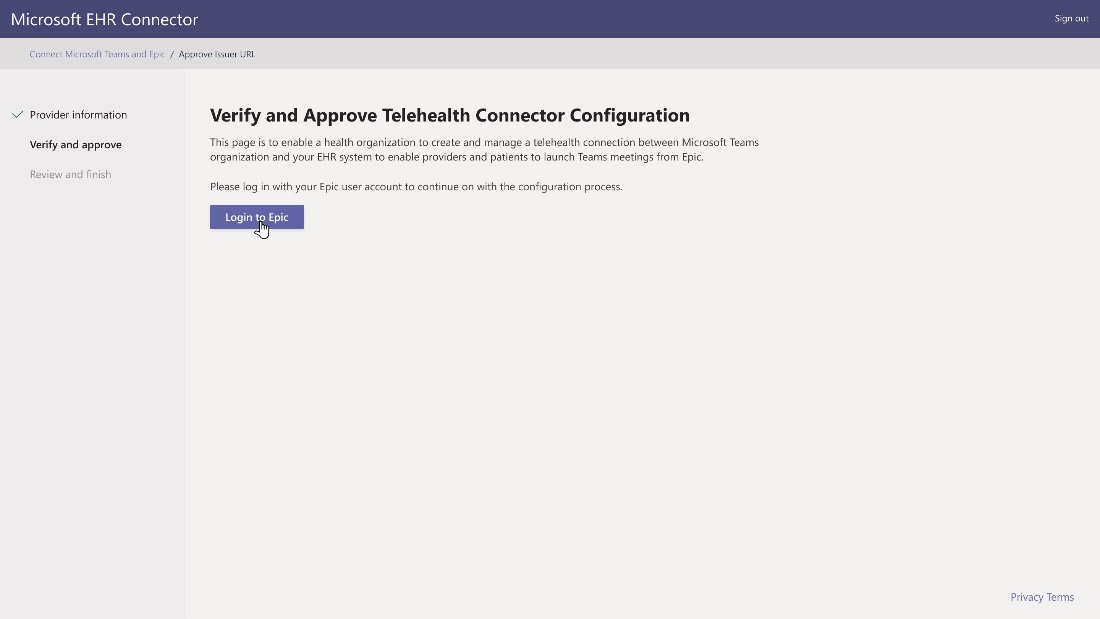 Microsoft EHR Connector
Sign out
Connect Microsoft Teams and Epic / Approve Issuer URL
Provider information
Verify and approve
Review and finish
Verify and Approve Telehealth Connector Configuration
This page is to enable a health organization to create and manage a telehealth connection between Microsoft Teams
organization and your EHR system to enable providers and patients to launch Teams meetings from Epic.
Please log in with your Epic user account to continue on with the configuration process.
Login to Epic
Privacy Terms